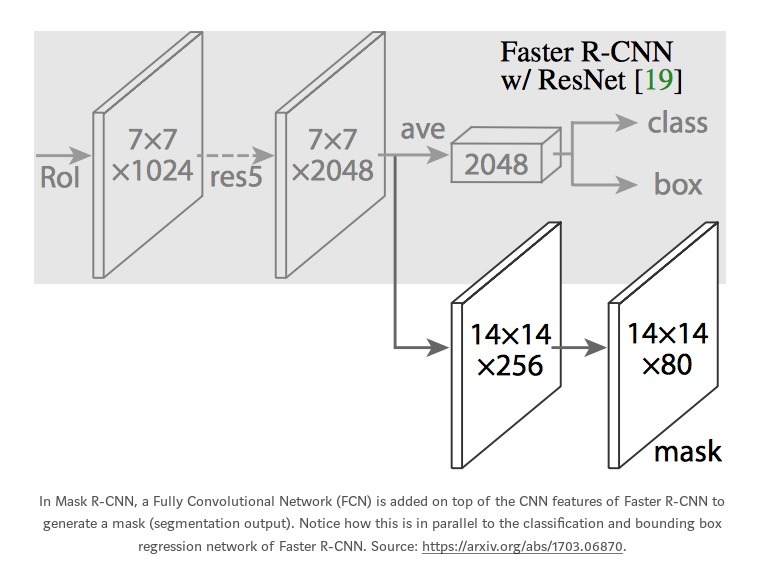 Faster R-CNN
w/ ResNet [19]
RoI
7×7
×1024
res5
7×7
×2048
ave
2048
class
box
14×14
×256
14×14
×80
mask
In Mask R-CNN, a Fully Convolutional Network (FCN) is added on top of the CNN features of Faster R-CNN to
generate a mask (segmentation output). Notice how this is in parallel to the classification and bounding box
regression network of Faster R-CNN. Source: https://arxiv.org/abs/1703.06870.